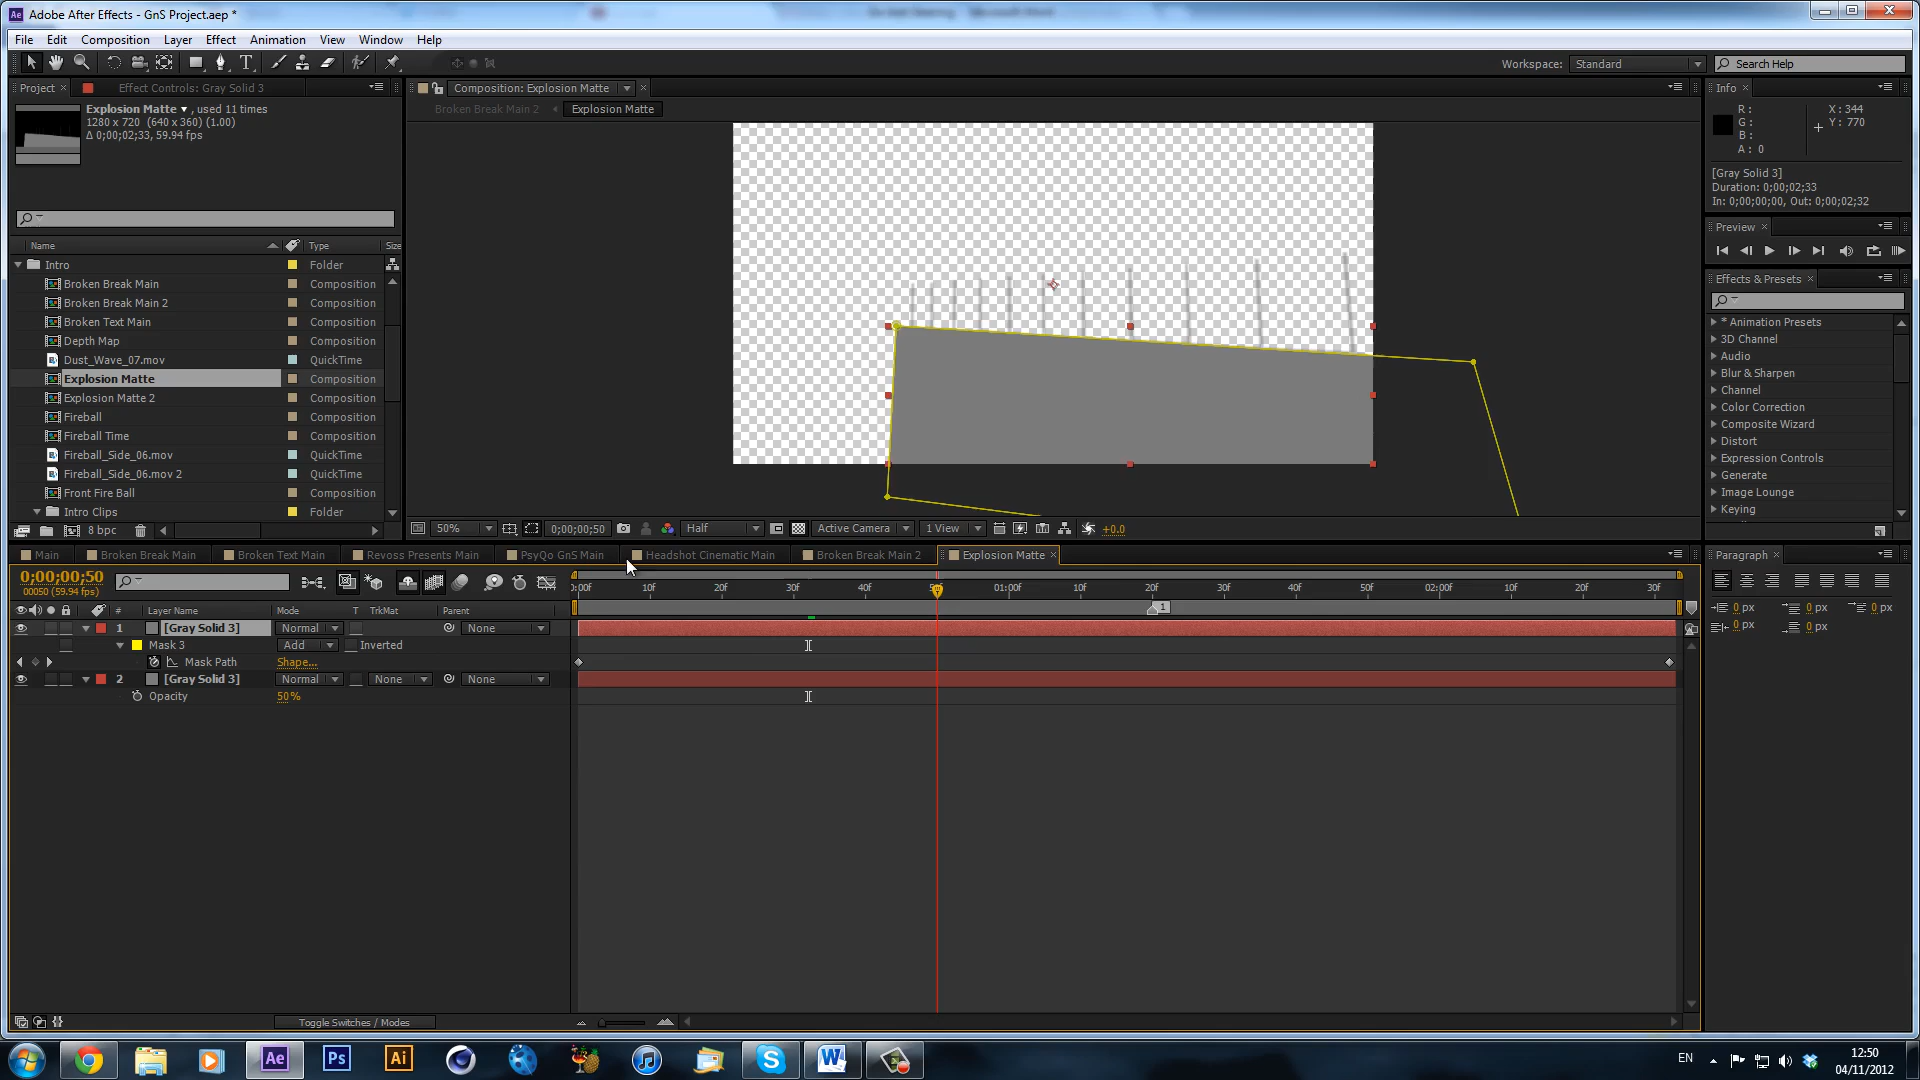 Adobe After Effects - GnS Project.aep *
File Edit Composition Layer Effect Animation View Window Help
Workspace: Standard Search Help
Project Effect Controls: Gray Solid 3
Explosion Matte , used 11 times
1280 x 720 (640 x 360) (1.00)
Δ 0;00;02;33, 59.94 fps
Name Type Size
Intro Folder
Broken Break Main Composition
Broken Break Main 2 Composition
Broken Text Main Composition
Depth Map Composition
Dust_Wave_07.mov QuickTime
Explosion Matte Composition
Explosion Matte 2 Composition
Fireball Composition
Fireball Time Composition
Fireball_Side_06.mov QuickTime
Fireball_Side_06.mov 2 QuickTime
Front Fire Ball Composition
Intro Clips Folder
8 bpc
Composition: Explosion Matte
Broken Break Main 2 Explosion Matte
50% 0;00;00;50 Half Active Camera 1 View +0.0
Info
R: X: 344
G: Y: 770
B:
A: 0
[Gray Solid 3]
Duration: 0;00;02;33
In: 0;00;00;00, Out: 0;00;02;32
Preview
Effects & Presets
* Animation Presets
3D Channel
Audio
Blur & Sharpen
Channel
Color Correction
Composite Wizard
Distort
Expression Controls
Generate
Image Lounge
Keying
Main Broken Break Main Broken Text Main Revoss Presents Main PsyQo GnS Main Headshot Cinematic Main Broken Break Main 2 Explosion Matte
0;00;00;50
00050 (59.94 fps)
0:00F 10f 20f 30f 40f 50f 01:00F 10f 20f 30f 40f 50f 02:00F 10f 20f 30f
# Layer Name Mode T TrkMat Parent
1
1 [Gray Solid 3] Normal None
Mask 3 Add Inverted
Mask Path Shape...
2 [Gray Solid 3] Normal None None
Opacity 50%
Toggle Switches / Modes
Paragraph
0 px 0 px 0 px
0 px 0 px
Ae Ps Ai
EN
12:50
04/11/2012